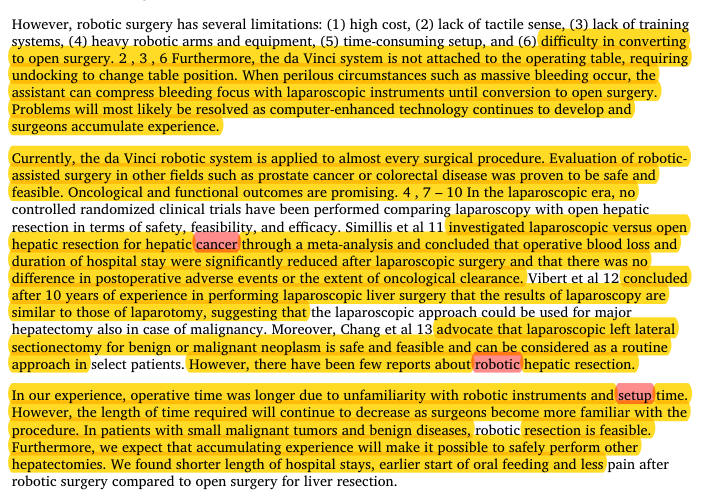 However, robotic surgery has several limitations: (1) high cost, (2) lack of tactile sense, (3) lack of training
systems, (4) heavy robotic arms and equipment, (5) time-consuming setup, and (6) difficulty in converting
to open surgery. 2 , 3 , 6 Furthermore, the da Vinci system is not attached to the operating table, requiring
undocking to change table position. When perilous circumstances such as massive bleeding occur, the
assistant can compress bleeding focus with laparoscopic instruments until conversion to open surgery.
Problems will most likely be resolved as computer-enhanced technology continues to develop and
surgeons accumulate experience.
Currently, the da Vinci robotic system is applied to almost every surgical procedure. Evaluation of robotic-
assisted surgery in other fields such as prostate cancer or colorectal disease was proven to be safe and
feasible. Oncological and functional outcomes are promising. 4 , 7 – 10 In the laparoscopic era, no
controlled randomized clinical trials have been performed comparing laparoscopy with open hepatic
resection in terms of safety, feasibility, and efficacy. Simillis et al 11 investigated laparoscopic versus open
hepatic resection for hepatic cancer through a meta-analysis and concluded that operative blood loss and
duration of hospital stay were significantly reduced after laparoscopic surgery and that there was no
difference in postoperative adverse events or the extent of oncological clearance. Vibert et al 12 concluded
after 10 years of experience in performing laparoscopic liver surgery that the results of laparoscopy are
similar to those of laparotomy, suggesting that the laparoscopic approach could be used for major
hepatectomy also in case of malignancy. Moreover, Chang et al 13 advocate that laparoscopic left lateral
sectionectomy for benign or malignant neoplasm is safe and feasible and can be considered as a routine
approach in select patients. However, there have been few reports about robotic hepatic resection.
In our experience, operative time was longer due to unfamiliarity with robotic instruments and setup time.
However, the length of time required will continue to decrease as surgeons become more familiar with the
procedure. In patients with small malignant tumors and benign diseases, robotic resection is feasible.
Furthermore, we expect that accumulating experience will make it possible to safely perform other
hepatectomies. We found shorter length of hospital stays, earlier start of oral feeding and less pain after
robotic surgery compared to open surgery for liver resection.